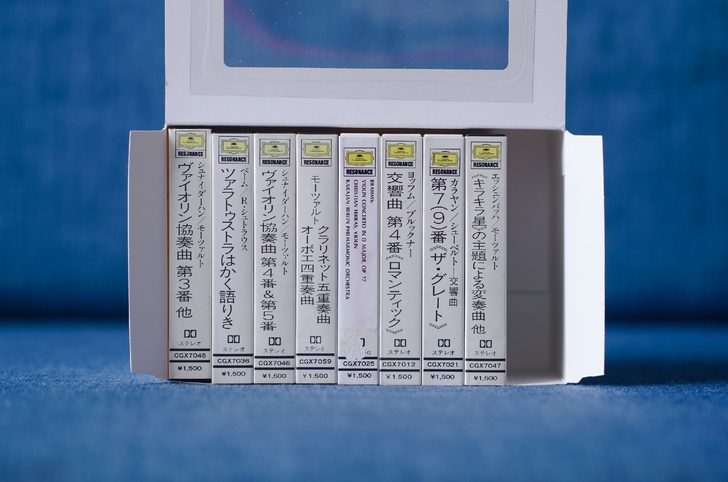 RESONANCE
シュナイダーハン/モーツァルト
ヴァイオリン協奏曲 第3番 他
ステレオ
CGX7045
¥1,500
RESONANCE
ベーム/R・シュトラウス
ツァラトゥストラはかく語りき
ステレオ
CGX7036
¥1,500
RESONANCE
シュナイダーハン/モーツァルト
ヴァイオリン協奏曲 第4番&第5番
ステレオ
CGX7046
¥1,500
RESONANCE
モーツァルト
クラリネット五重奏曲
オーボエ四重奏曲
ステレオ
CGX7059
¥1,500
RESONANCE
BRAHMS:
VIOLIN CONCERTO IN D MAJOR, OP. 77
CHRISTIAN FERRAS, VIOLIN
KARAJAN/BERLIN PHILHARMONIC ORCHESTRA
CGX7025
¥1,500
RESONANCE
ヨッフム/ブルックナー
交響曲 第4番《ロマンティック》
ステレオ
CGX7012
¥1,500
RESONANCE
カラヤン/シューベルト―交響曲
第7(9)番《ザ・グレート》
ステレオ
CGX7021
¥1,500
RESONANCE
エッシェンバッハ/モーツァルト
《キラキラ星》の主題による変奏曲 他
ステレオ
CGX7047
¥1,500